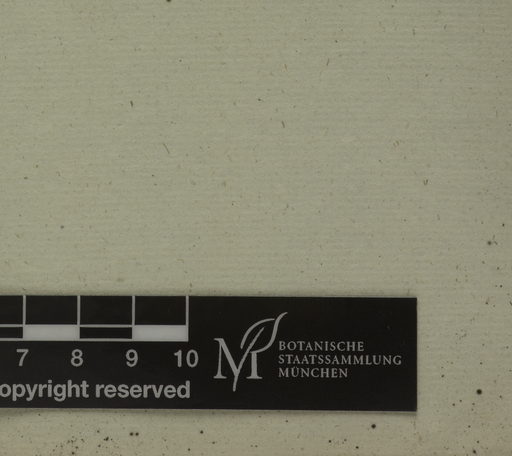 7 8 9 10
BOTANISCHE
STAATSSAMMLUNG
MÜNCHEN
opyright reserved